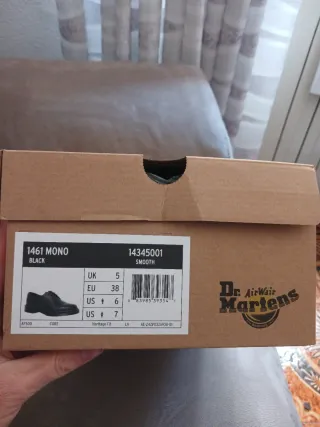 1461 MONO 14345001
BLACK SMOOTH
UK 5
EU 38
US 6
US 7
Dr.
AirWair
Martens